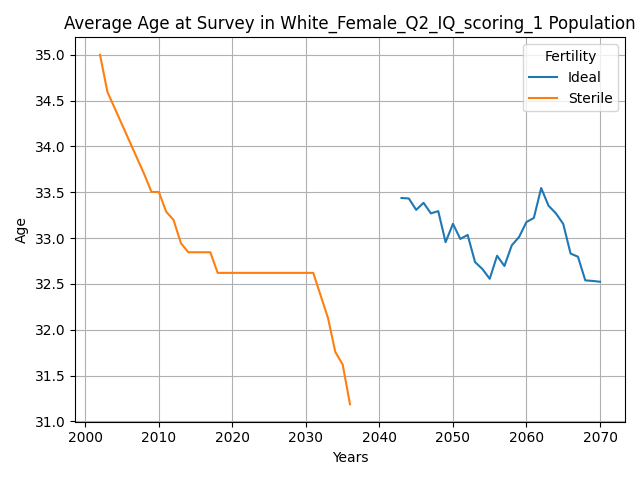 Average Age at Survey in White_Female_Q2_IQ_scoring_1 Population
Fertility
Ideal
Sterile
35.0
34.5
34.0
33.5
33.0
32.5
32.0
31.5
31.0
Age
2000 2010 2020 2030 2040 2050 2060 2070
Years